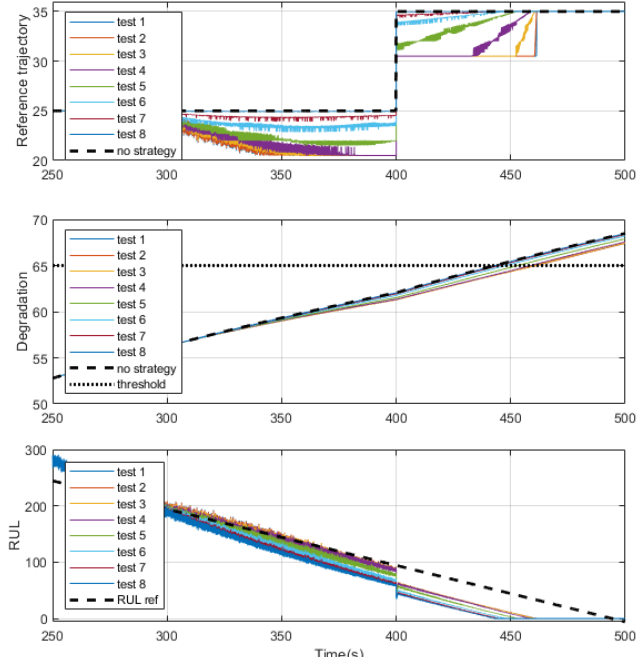 35
30
25
20
Reference trajectory
test 1
test 2
test 3
test 4
test 5
test 6
test 7
test 8
no strategy
250 300 350 400 450 500
70
65
60
55
50
Degradation
test 1
test 2
test 3
test 4
test 5
test 6
test 7
test 8
no strategy
threshold
250 300 350 400 450 500
300
200
100
0
RUL
test 1
test 2
test 3
test 4
test 5
test 6
test 7
test 8
RUL ref
250 300 350 400 450 500
Time(s)